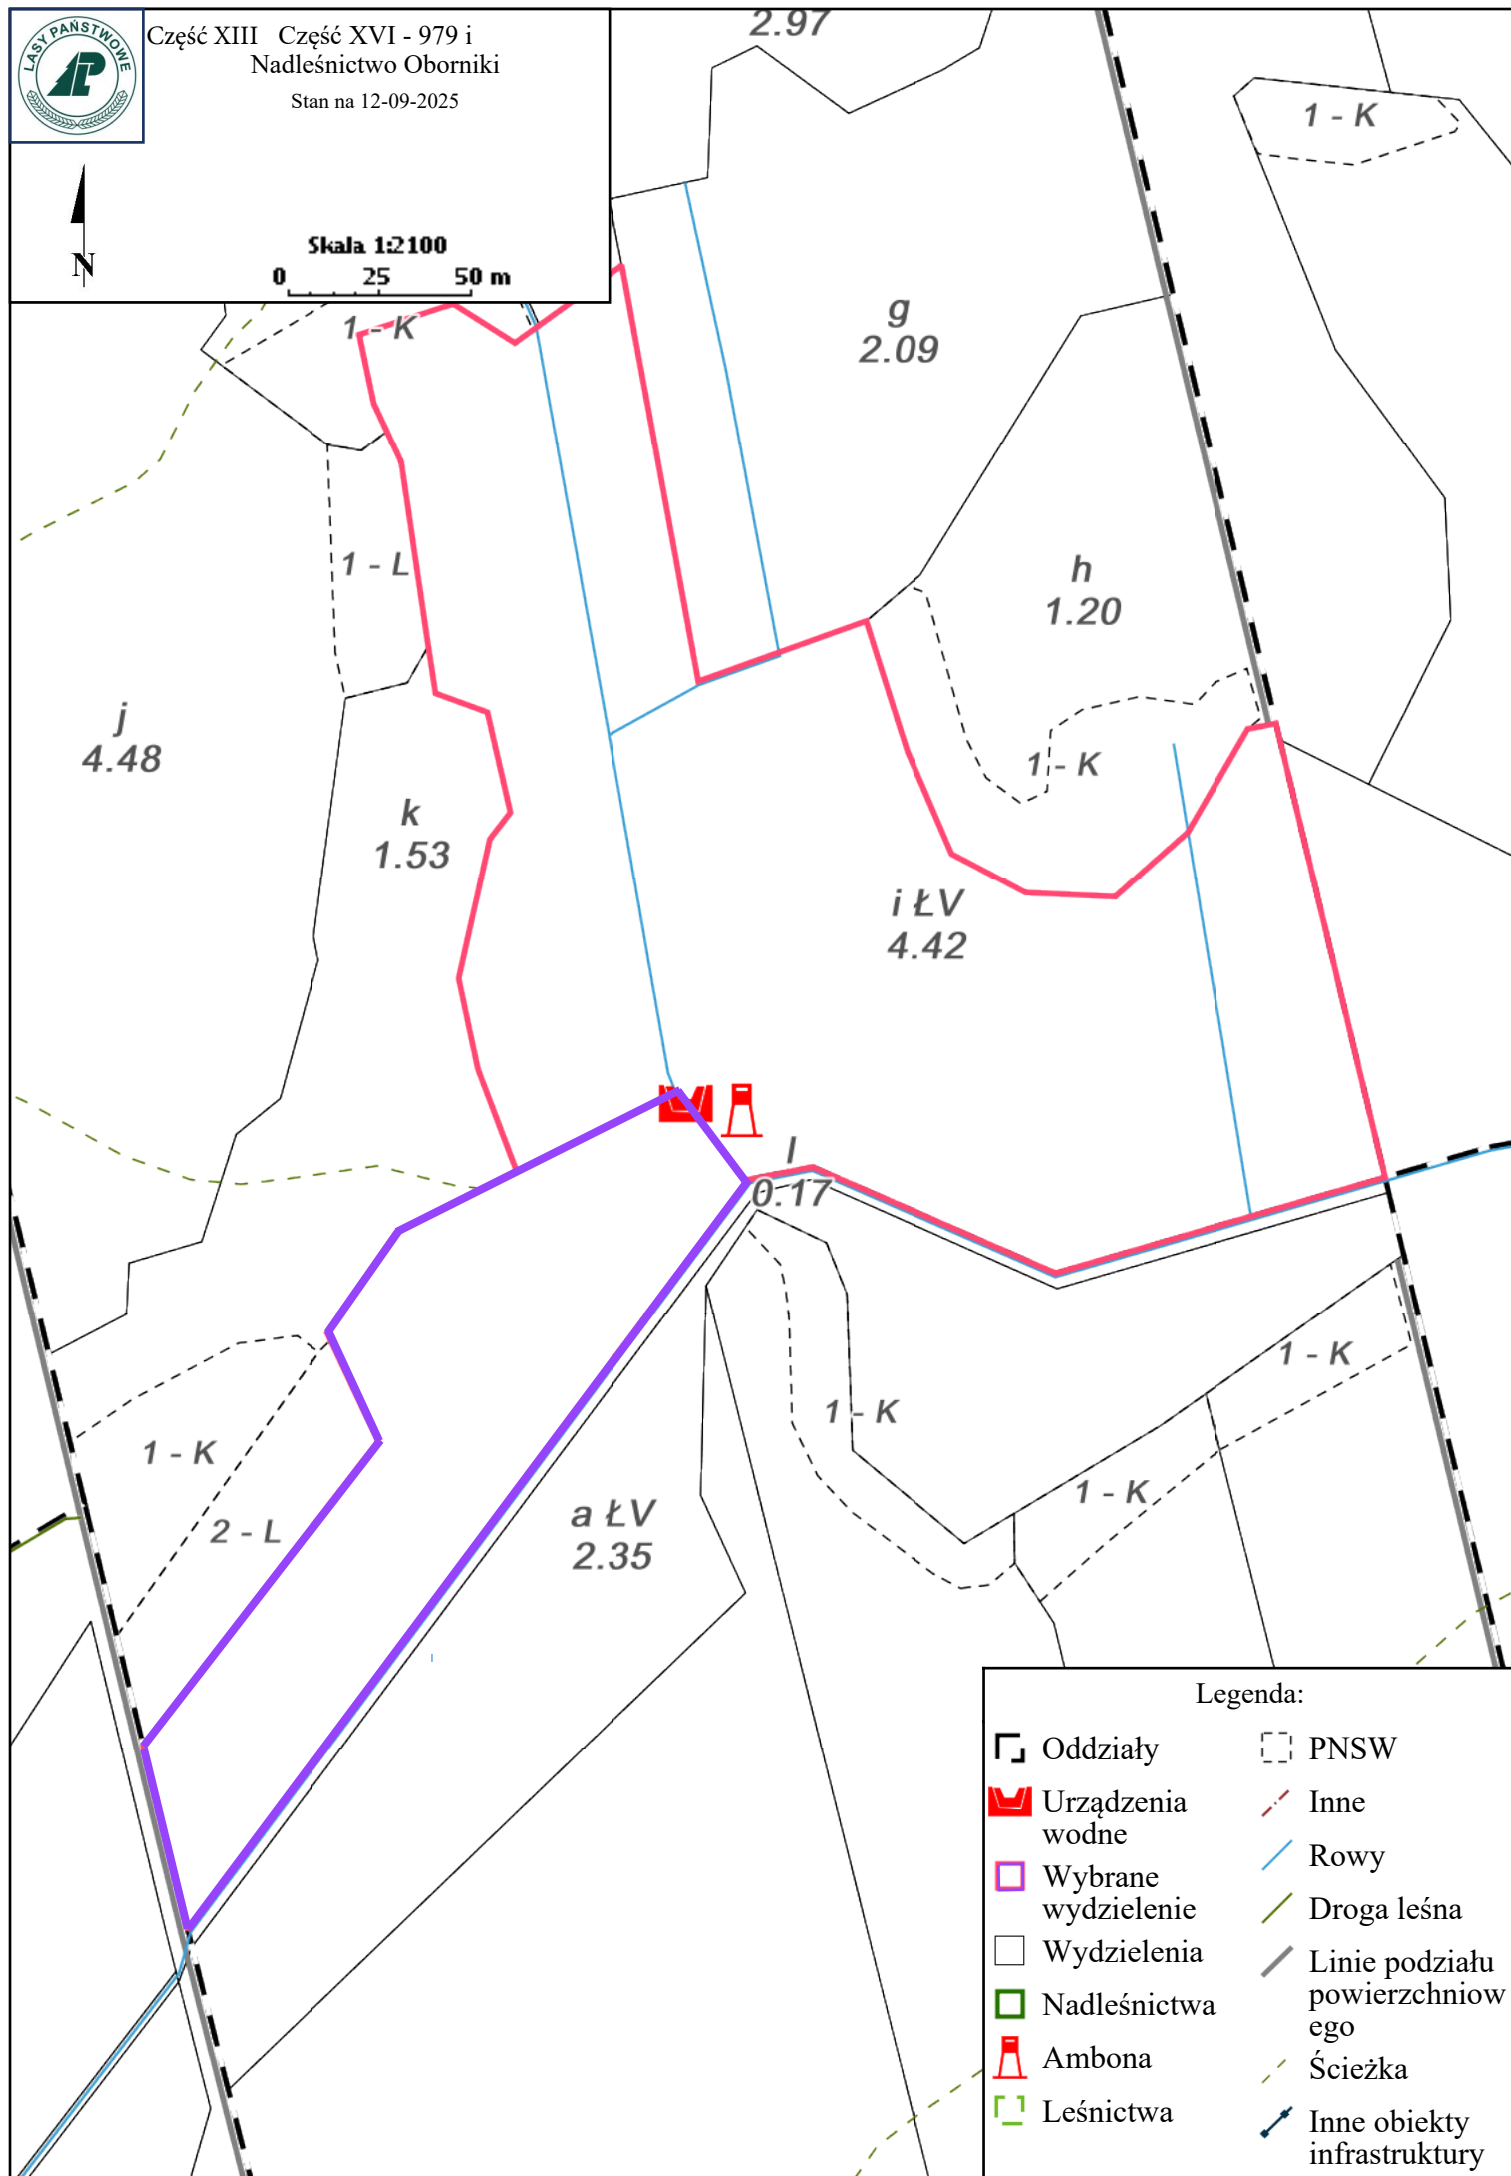 LASY PAŃSTWOWE
Część XIII Część XVI - 979 i
Nadleśnictwo Oborniki
Stan na 12-09-2025
N
Skala 1:2100
0 25 50 m
2.97
1 - K
g
2.09
1 - K
1 - L
h
1.20
j
4.48
1 - K
k
1.53
i ŁV
4.42
l
0.17
1 - K
1 - K
1 - K
1 - K
2 - L
a ŁV
2.35
Legenda:
Oddziały
Urządzenia
wodne
Wybrane
wydzielenie
Wydzielenia
Nadleśnictwa
Ambona
Leśnictwa
PNSW
Inne
Rowy
Droga leśna
Linie podziału
powierzchniow
ego
Ścieżka
Inne obiekty
infrastruktury